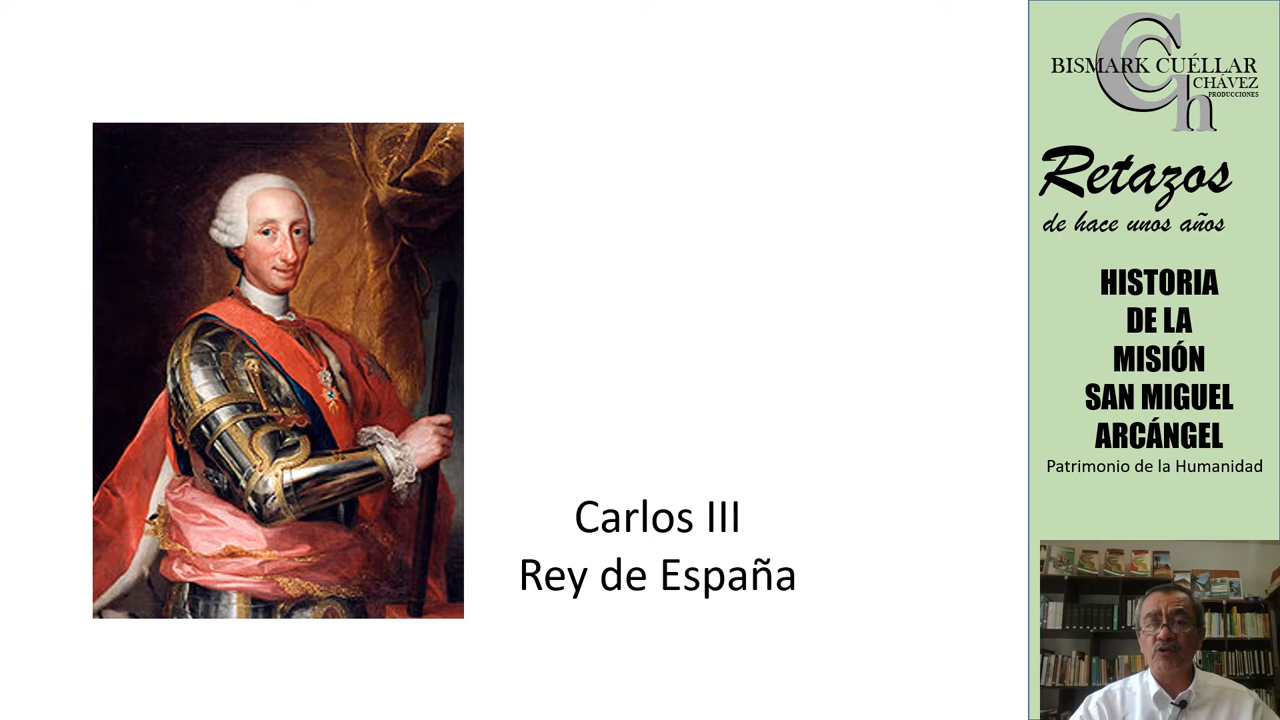 Carlos III
Rey de España
BISMARK CUÉLLAR
CHÁVEZ
PRODUCCIONES
Retazos
de hace unos años
HISTORIA
DE LA
MISIÓN
SAN MIGUEL
ARCÁNGEL
Patrimonio de la Humanidad